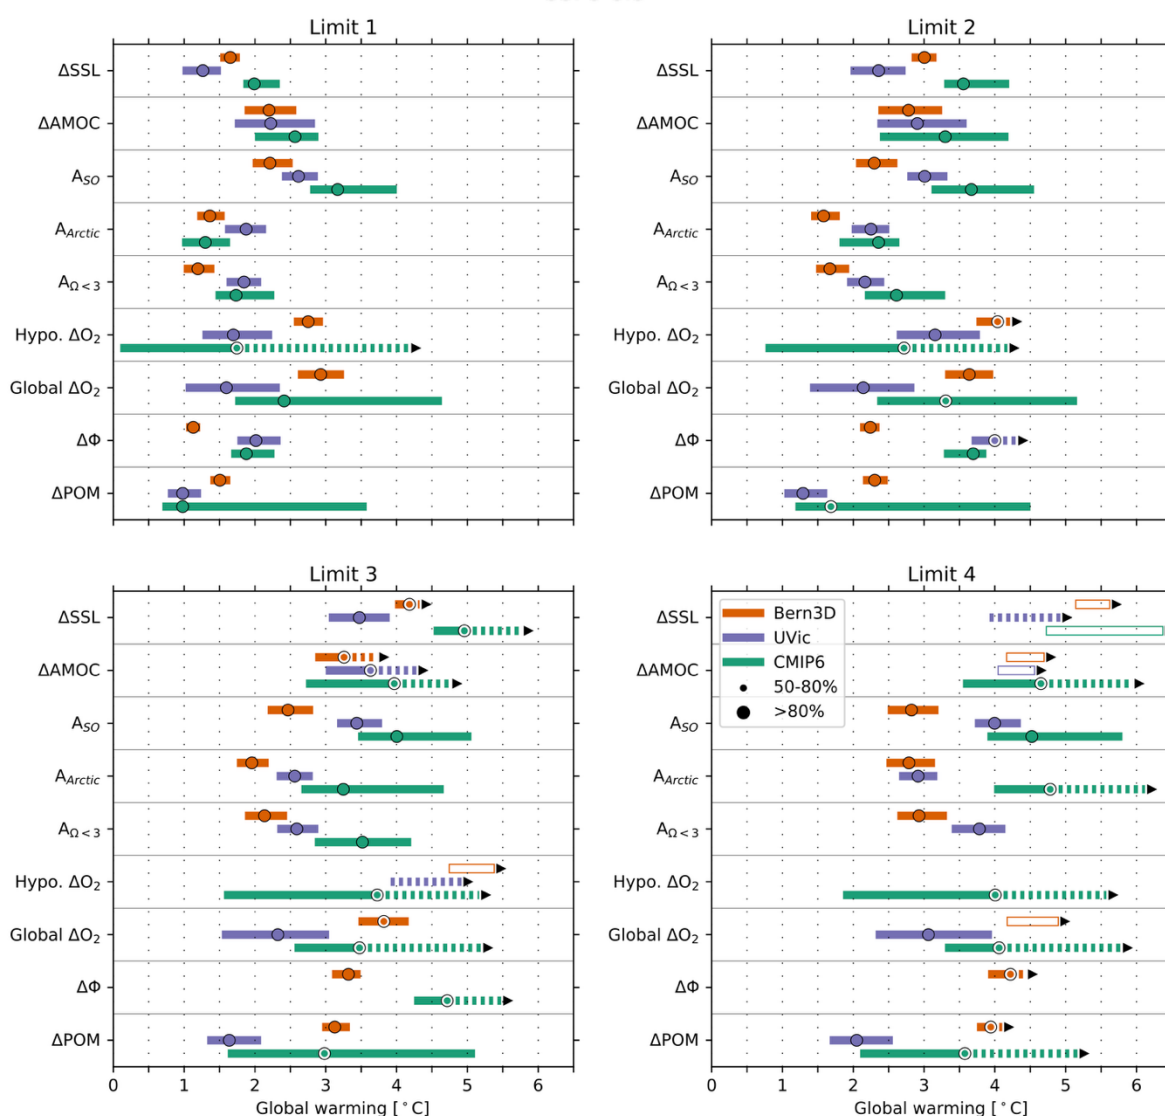 Limit 1
ΔSSL
ΔAMOC
A_SO
A_Arctic
A_Ω<3
Hypo. ΔO₂
Global ΔO₂
ΔΦ
ΔPOM
Limit 2
ΔSSL
ΔAMOC
A_SO
A_Arctic
A_Ω<3
Hypo. ΔO₂
Global ΔO₂
ΔΦ
ΔPOM
Limit 3
ΔSSL
ΔAMOC
A_SO
A_Arctic
A_Ω<3
Hypo. ΔO₂
Global ΔO₂
ΔΦ
ΔPOM
0 1 2 3 4 5 6
Global warming [°C]
Limit 4
Bern3D
UVic
CMIP6
50-80%
>80%
ΔSSL
ΔAMOC
A_SO
A_Arctic
A_Ω<3
Hypo. ΔO₂
Global ΔO₂
ΔΦ
ΔPOM
0 1 2 3 4 5 6
Global warming [°C]